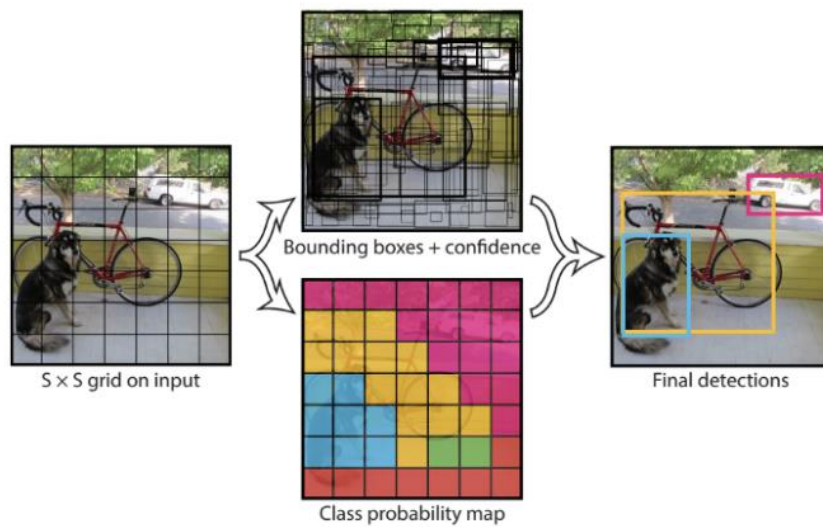 Bounding boxes + confidence
S × S grid on input
Final detections
Class probability map